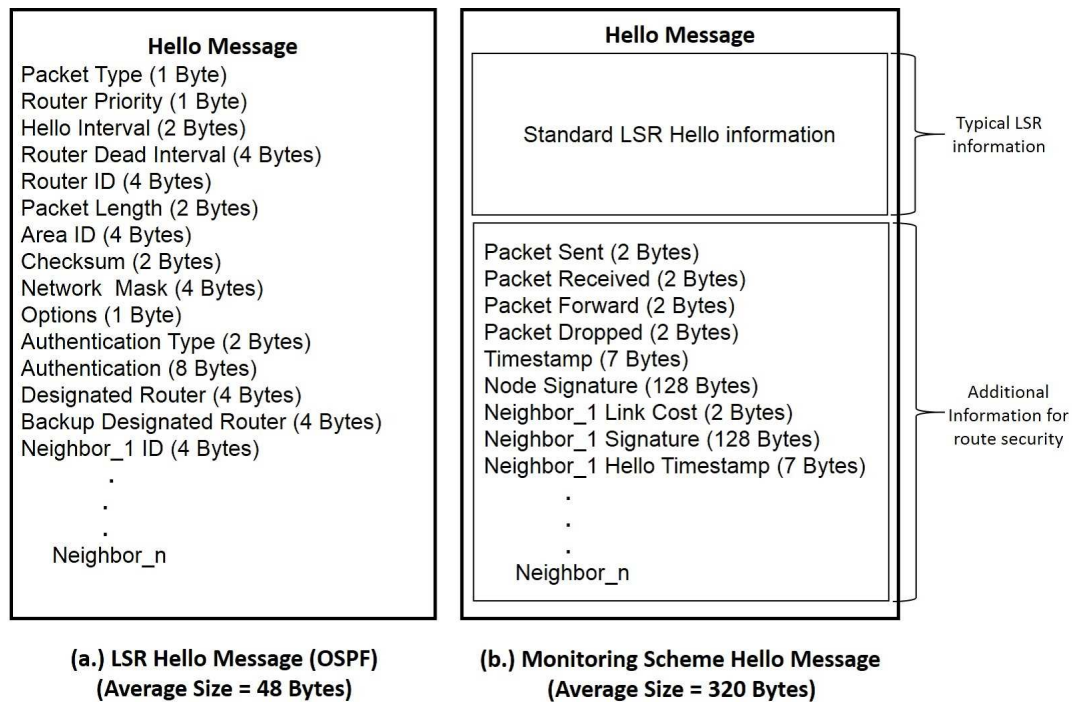 Hello Message
Packet Type (1 Byte)
Router Priority (1 Byte)
Hello Interval (2 Bytes)
Router Dead Interval (4 Bytes)
Router ID (4 Bytes)
Packet Length (2 Bytes)
Area ID (4 Bytes)
Checksum (2 Bytes)
Network Mask (4 Bytes)
Options (1 Byte)
Authentication Type (2 Bytes)
Authentication (8 Bytes)
Designated Router (4 Bytes)
Backup Designated Router (4 Bytes)
Neighbor_1 ID (4 Bytes)
.
.
.
Neighbor_n
(a.) LSR Hello Message (OSPF)
(Average Size = 48 Bytes)
Hello Message
Standard LSR Hello information
Typical LSR
information
Packet Sent (2 Bytes)
Packet Received (2 Bytes)
Packet Forward (2 Bytes)
Packet Dropped (2 Bytes)
Timestamp (7 Bytes)
Node Signature (128 Bytes)
Neighbor_1 Link Cost (2 Bytes)
Neighbor_1 Signature (128 Bytes)
Neighbor_1 Hello Timestamp (7 Bytes)
.
.
.
Neighbor_n
Additional
Information for
route security
(b.) Monitoring Scheme Hello Message
(Average Size = 320 Bytes)